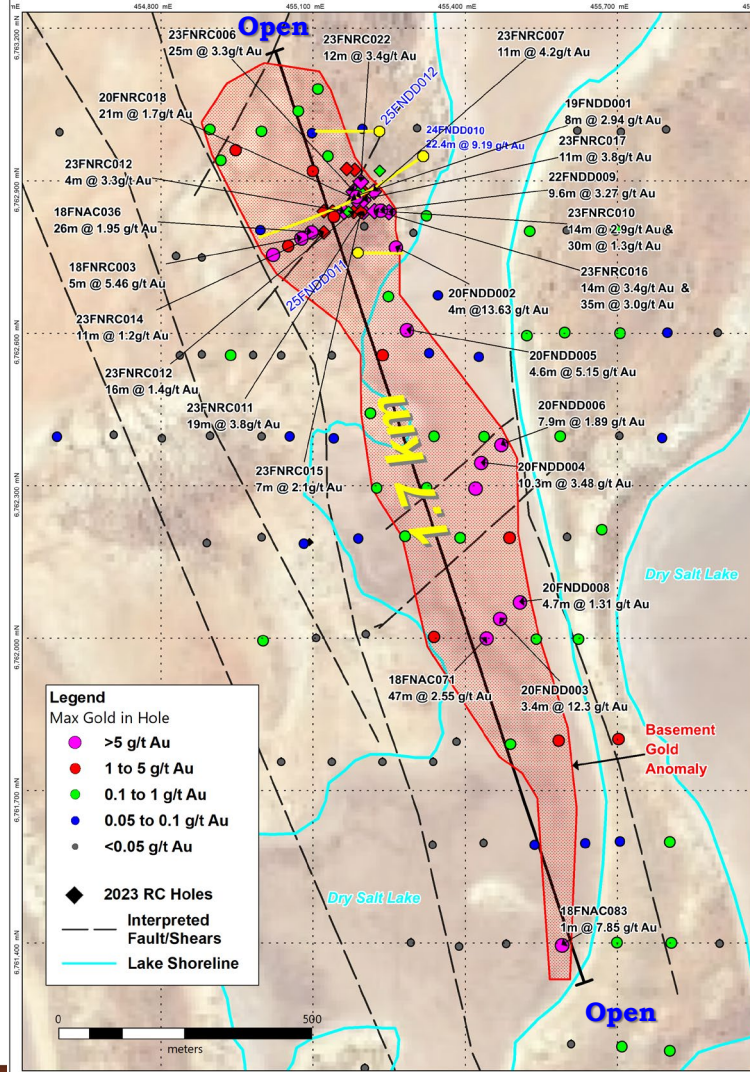 mE
454,800 mE
455,100 mE
455,400 mE
455,700 mE
45
6,763,200 mN
6,762,900 mN
6,762,600 mN
6,762,300 mN
6,762,000 mN
6,761,700 mN
6,761,400 mN
Open
23FNRC006
25m @ 3.3g/t Au
23FNRC022
12m @ 3.4g/t Au
23FNRC007
11m @ 4.2g/t Au
25FNDD012
20FNRC018
21m @ 1.7g/t Au
19FNDD001
8m @ 2.94 g/t Au
24FNDD010
22.4m @ 9.19 g/t Au
23FNRC017
11m @ 3.8g/t Au
23FNRC012
4m @ 3.3g/t Au
22FNDD009
9.6m @ 3.27 g/t Au
18FNAC036
26m @ 1.95 g/t Au
23FNRC010
14m @ 2.9g/t Au &
30m @ 1.3g/t Au
18FNRC003
5m @ 5.46 g/t Au
25FNDD011
23FNRC016
14m @ 3.4g/t Au &
35m @ 3.0g/t Au
20FNDD002
4m @13.63 g/t Au
23FNRC014
11m @ 1.2g/t Au
20FNDD005
4.6m @ 5.15 g/t Au
23FNRC012
16m @ 1.4g/t Au
23FNRC011
19m @ 3.8g/t Au
20FNDD006
7.9m @ 1.89 g/t Au
1.7 km
23FNRC015
7m @ 2.1g/t Au
20FNDD004
10.3m @ 3.48 g/t Au
Dry Salt Lake
20FNDD008
4.7m @ 1.31 g/t Au
18FNAC071
47m @ 2.55 g/t Au
20FNDD003
3.4m @ 12.3 g/t Au
Basement
Gold
Anomaly
Legend
Max Gold in Hole
>5 g/t Au
1 to 5 g/t Au
0.1 to 1 g/t Au
0.05 to 0.1 g/t Au
<0.05 g/t Au
2023 RC Holes
Interpreted
Fault/Shears
Lake Shoreline
Dry Salt Lake
18FNAC083
1m @ 7.85 g/t Au
Open
0
500
meters